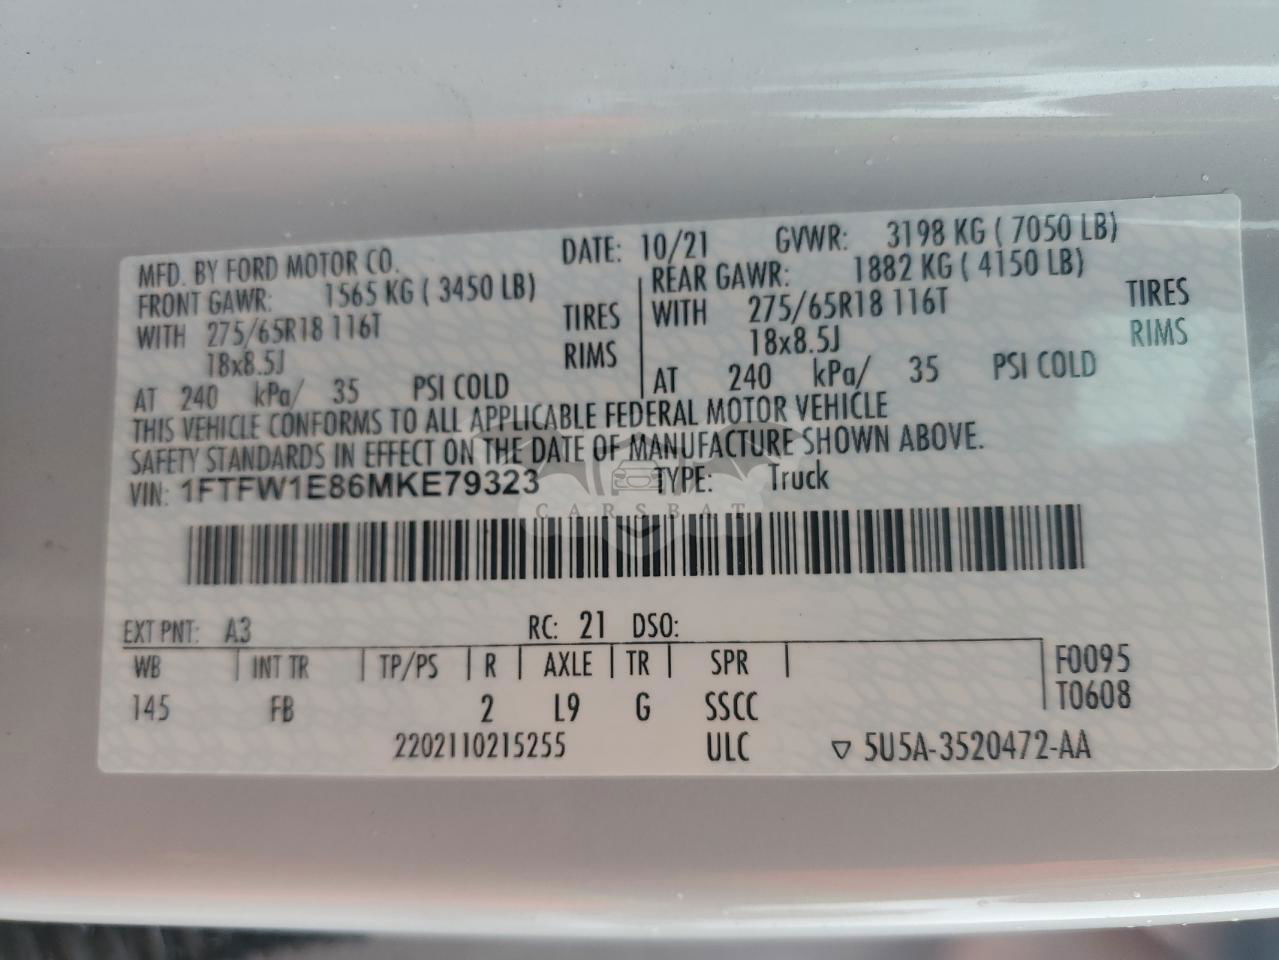 MFD. BY FORD MOTOR CO. DATE: 10/21 GVWR: 3198 KG ( 7050 LB)
FRONT GAWR: 1565 KG ( 3450 LB) REAR GAWR: 1882 KG ( 4150 LB)
WITH 275/65R18 116T TIRES WITH 275/65R18 116T TIRES
18x8.5J RIMS 18x8.5J RIMS
AT 240 kPa/ 35 PSI COLD AT 240 kPa/ 35 PSI COLD
THIS VEHICLE CONFORMS TO ALL APPLICABLE FEDERAL MOTOR VEHICLE
SAFETY STANDARDS IN EFFECT ON THE DATE OF MANUFACTURE SHOWN ABOVE.
VIN: 1FTFW1E86MKE79323 TYPE: Truck
CARSBAT
EXT PNT: A3 RC: 21 DSO:
WB INT TR TP/PS R AXLE TR SPR F0095
145 FB 2 L9 G SSCC T0608
2202110215255 ULC ▽ 5U5A-3520472-AA